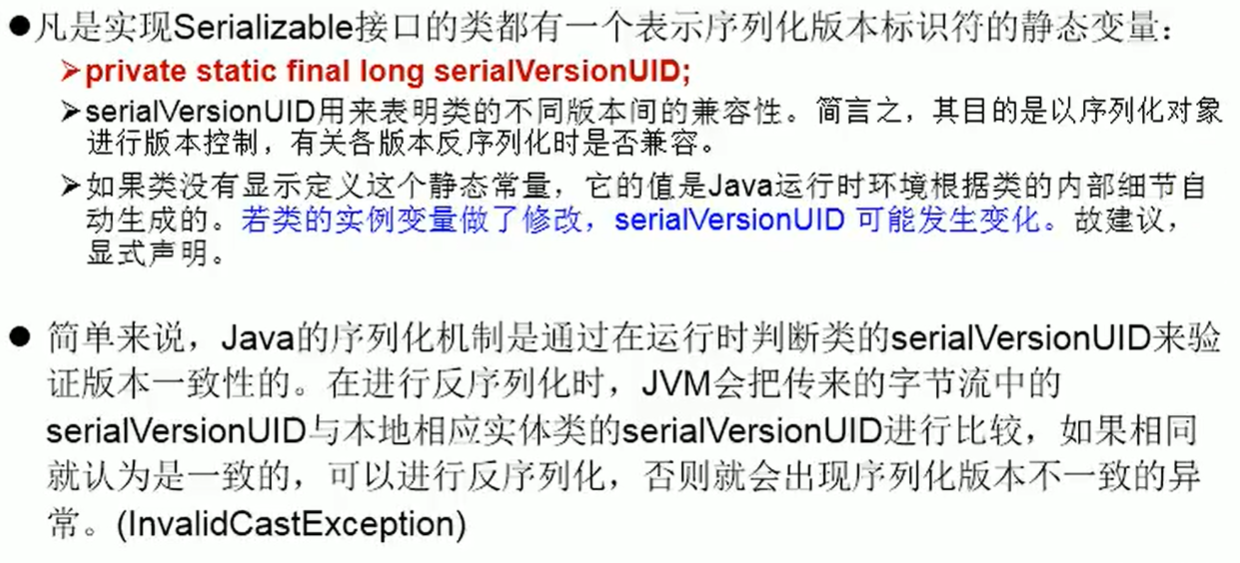 ●凡是实现Serializable接口的类都有一个表示序列化版本标识符的静态变量：
➢private static final long serialVersionUID;
➢serialVersionUID用来表明类的不同版本间的兼容性。简言之，其目的是以序列化对象
进行版本控制，有关各版本反序列化时是否兼容。
➢如果类没有显示定义这个静态常量，它的值是Java运行时环境根据类的内部细节自
动生成的。若类的实例变量做了修改，serialVersionUID 可能发生变化。故建议，
显式声明。
● 简单来说，Java的序列化机制是通过在运行时判断类的serialVersionUID来验
证版本一致性的。在进行反序列化时，JVM会把传来的字节流中的
serialVersionUID与本地相应实体类的serialVersionUID进行比较，如果相同
就认为是一致的，可以进行反序列化，否则就会出现序列化版本不一致的异
常。(InvalidCastException)